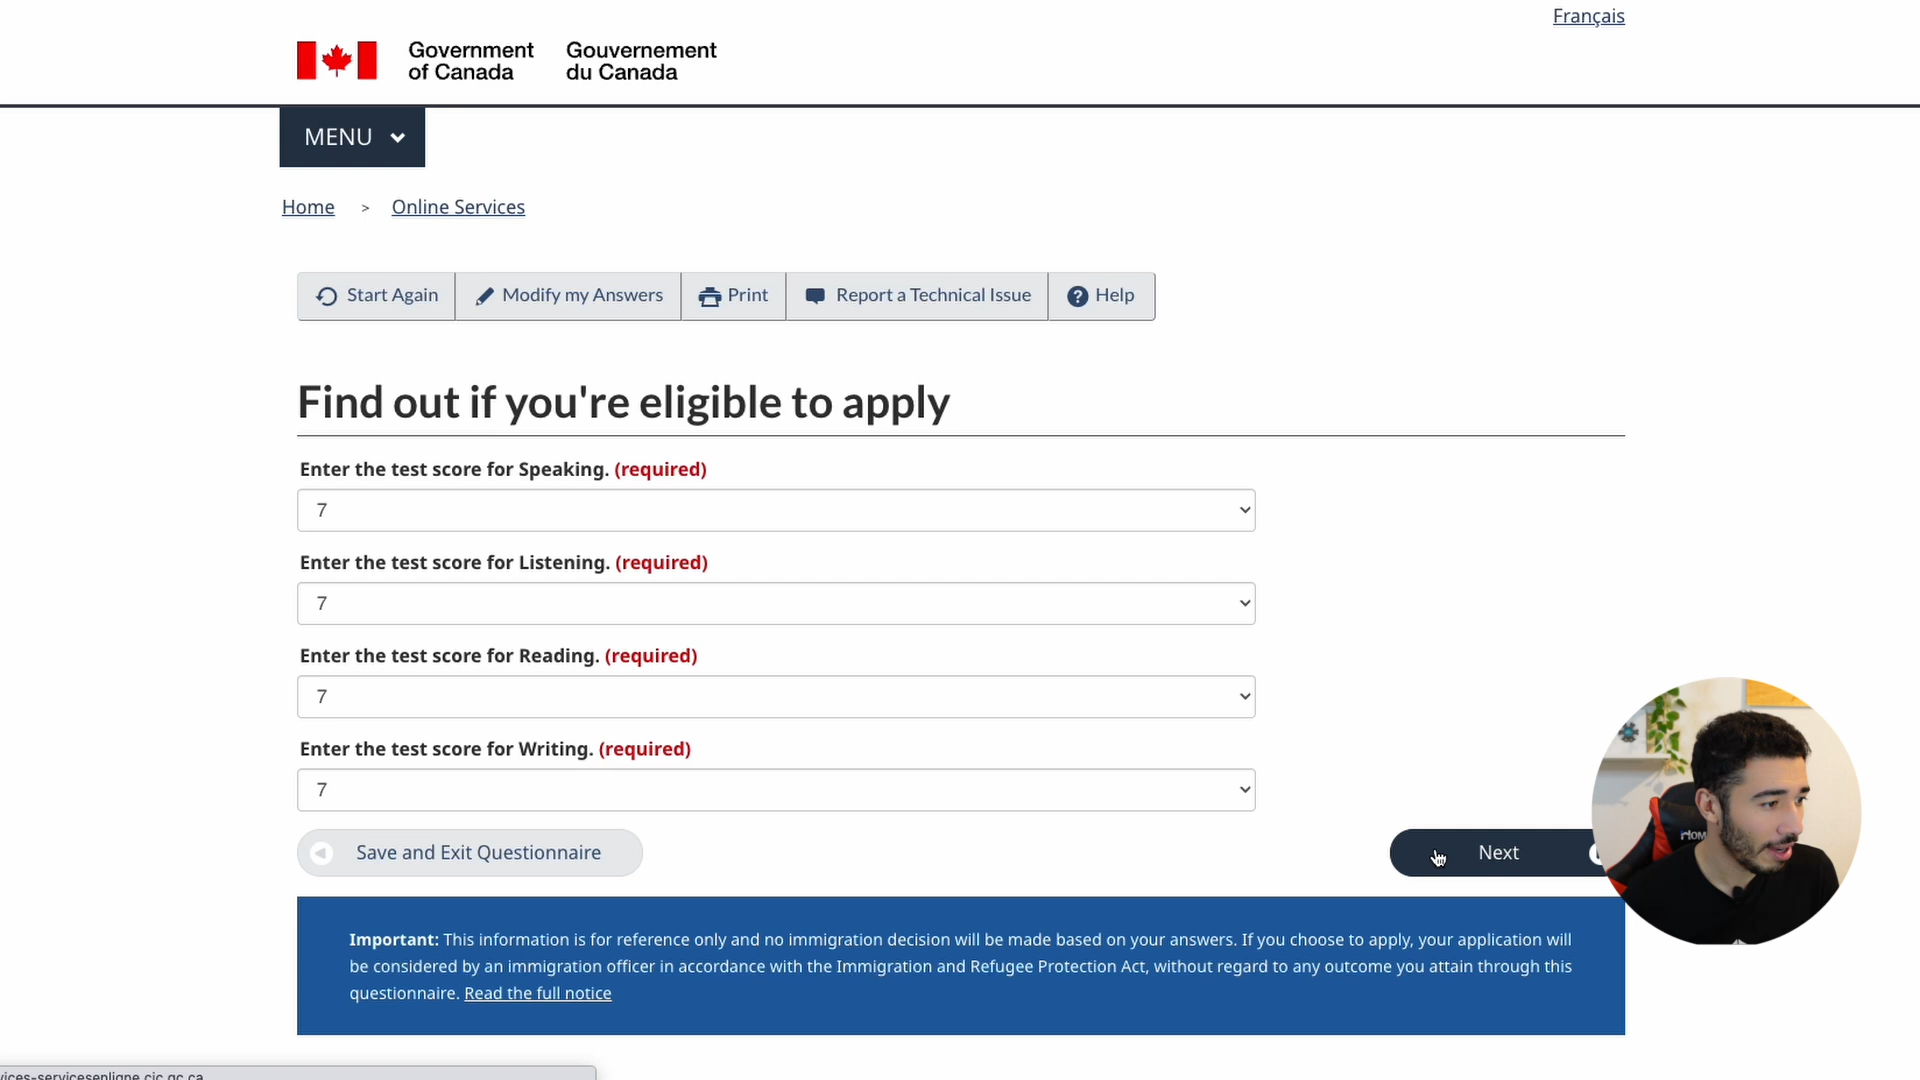 Français
Government
of Canada
Gouvernement
du Canada
MENU
Home > Online Services
Start Again
Modify my Answers
Print
Report a Technical Issue
Help
Find out if you're eligible to apply
Enter the test score for Speaking. (required)
7
Enter the test score for Listening. (required)
7
Enter the test score for Reading. (required)
7
Enter the test score for Writing. (required)
7
Save and Exit Questionnaire
Next
Important: This information is for reference only and no immigration decision will be made based on your answers. If you choose to apply, your application will
be considered by an immigration officer in accordance with the Immigration and Refugee Protection Act, without regard to any outcome you attain through this
questionnaire. Read the full notice